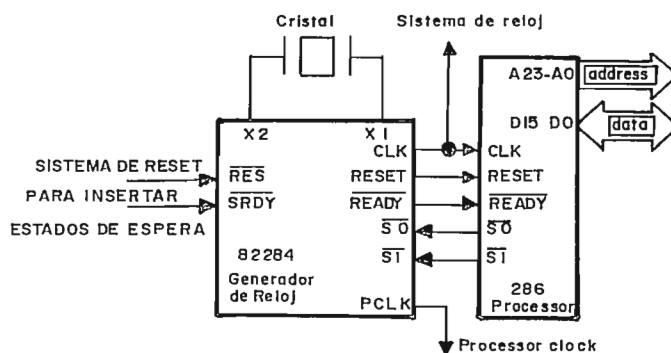 Cristal
Sistema de reloj
A23-A0
address
D15 D0
data
X2
X1
CLK
CLK
SISTEMA DE RESET
RES
RESET
RESET
PARA INSERTAR
SRDY
READY
READY
ESTADOS DE ESPERA
S0
S0
S1
S1
82284
Generador
de Reloj
286
Processor
PCLK
Processor clock